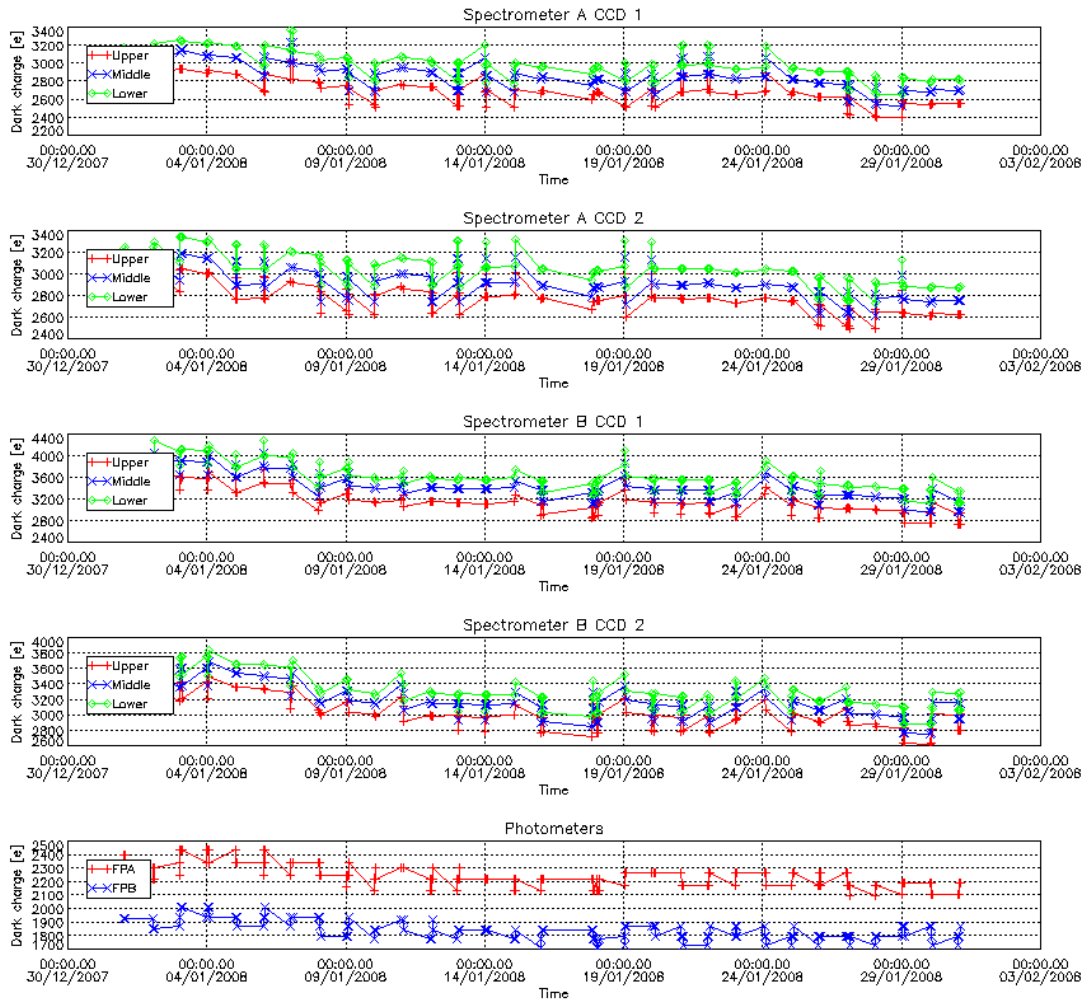 Spectrometer A CCD 1
Dark charge [e]
3400
3200
3000
2800
2600
2400
2200
Upper
Middle
Lower
00:00.00 00:00.00 00:00.00 00:00.00 00:00.00 00:00.00 00:00.00 00:00.00
30/12/2007 04/01/2008 09/01/2008 14/01/2008 19/01/2008 24/01/2008 29/01/2008 03/02/2008
Time
Spectrometer A CCD 2
Dark charge [e]
3400
3200
3000
2800
2600
2400
Upper
Middle
Lower
00:00.00 00:00.00 00:00.00 00:00.00 00:00.00 00:00.00 00:00.00 00:00.00
30/12/2007 04/01/2008 09/01/2008 14/01/2008 19/01/2008 24/01/2008 29/01/2008 03/02/2008
Time
Spectrometer B CCD 1
Dark charge [e]
4400
4000
3600
3200
2800
2400
Upper
Middle
Lower
00:00.00 00:00.00 00:00.00 00:00.00 00:00.00 00:00.00 00:00.00 00:00.00
30/12/2007 04/01/2008 09/01/2008 14/01/2008 19/01/2008 24/01/2008 29/01/2008 03/02/2008
Time
Spectrometer B CCD 2
Dark charge [e]
4000
3800
3600
3400
3200
3000
2800
2600
Upper
Middle
Lower
00:00.00 00:00.00 00:00.00 00:00.00 00:00.00 00:00.00 00:00.00 00:00.00
30/12/2007 04/01/2008 09/01/2008 14/01/2008 19/01/2008 24/01/2008 29/01/2008 03/02/2008
Time
Photometers
Dark charge [e]
2500
2400
2300
2200
2100
2000
1900
1800
1700
FPA
FPB
00:00.00 00:00.00 00:00.00 00:00.00 00:00.00 00:00.00 00:00.00 00:00.00
30/12/2007 04/01/2008 09/01/2008 14/01/2008 19/01/2008 24/01/2008 29/01/2008 03/02/2008
Time